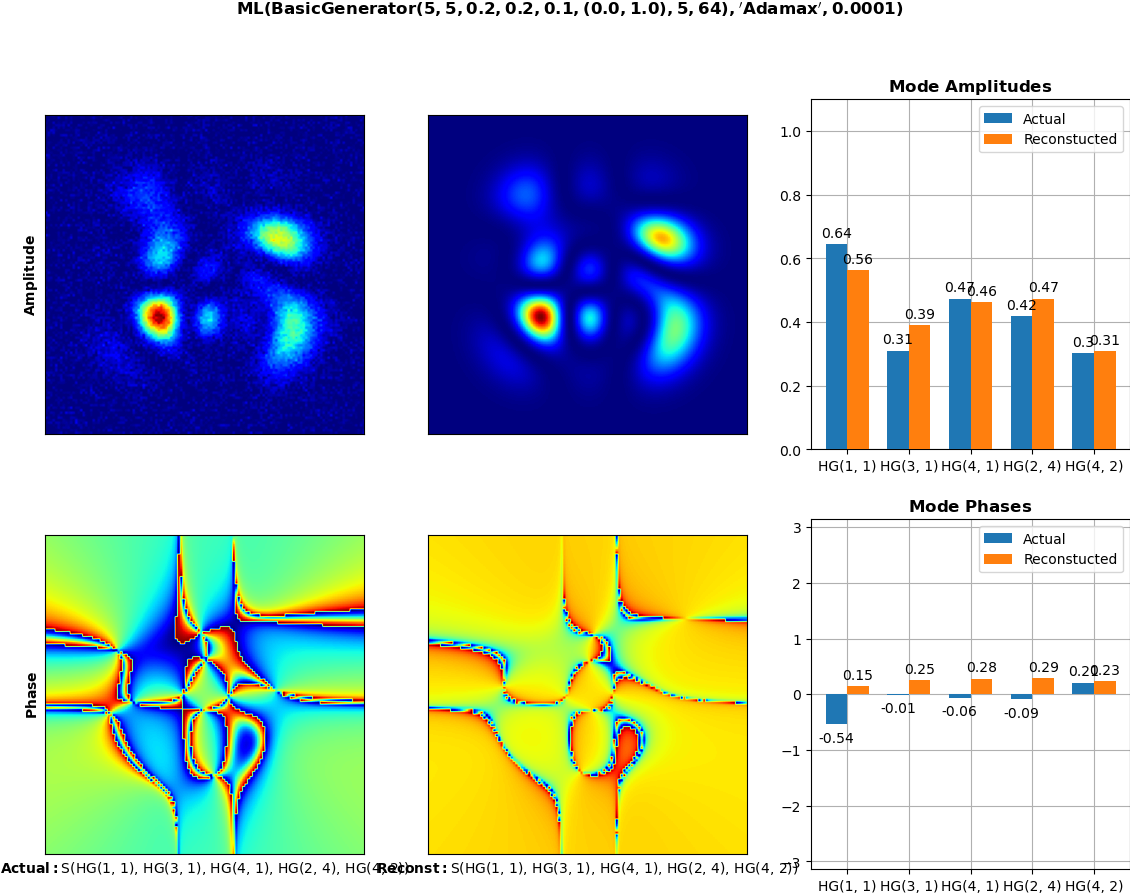 ML(BasicGenerator(5, 5, 0.2, 0.2, 0.1, (0.0, 1.0), 5, 64), 'Adamax', 0.0001)
Mode Amplitudes
Actual
Reconstucted
1.0
0.8
0.6
0.4
0.2
0.0
0.64
0.56
0.31
0.39
0.47
0.46
0.42
0.47
0.3
0.31
HG(1, 1) HG(3, 1) HG(4, 1) HG(2, 4) HG(4, 2)
Amplitude
Mode Phases
Actual
Reconstucted
3
2
1
0
−1
−2
−3
-0.54
0.15
-0.01
0.25
-0.06
0.28
-0.09
0.29
0.21
0.23
HG(1, 1) HG(3, 1) HG(4, 1) HG(2, 4) HG(4, 2)
Phase
Actual: S(HG(1, 1), HG(3, 1), HG(4, 1), HG(2, 4), HG(4, 2))
Reconst: S(HG(1, 1), HG(3, 1), HG(4, 1), HG(2, 4), HG(4, 2))